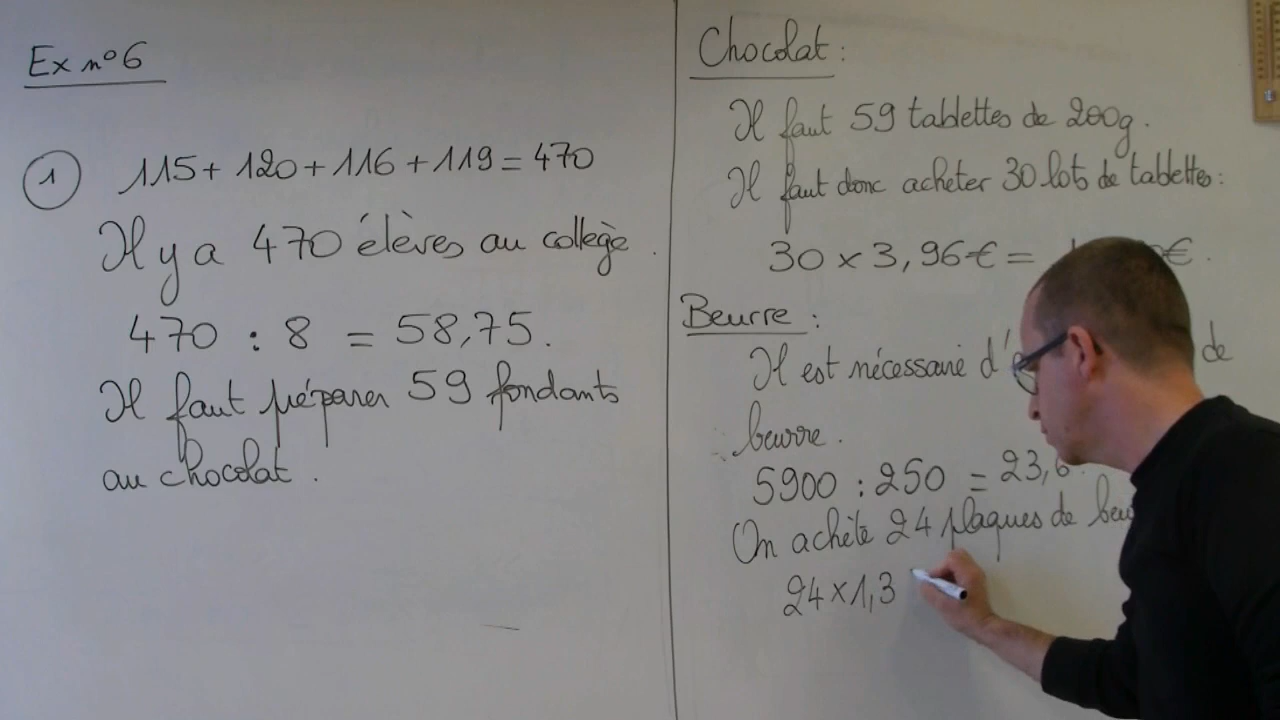 Ex n°6
1 115 + 120 + 116 + 119 = 470
Il y a 470 élèves au collège.
470 : 8 = 58,75.
Il faut préparer 59 fondants
au chocolat.
Chocolat :
Il faut 59 tablettes de 200g.
Il faut donc acheter 30 lots de tablettes :
30 x 3,96€ = €.
Beurre :
Il est nécessaire de
beurre.
5900 : 250 = 23,6.
On achète 24 plaques de
24 x 1,3